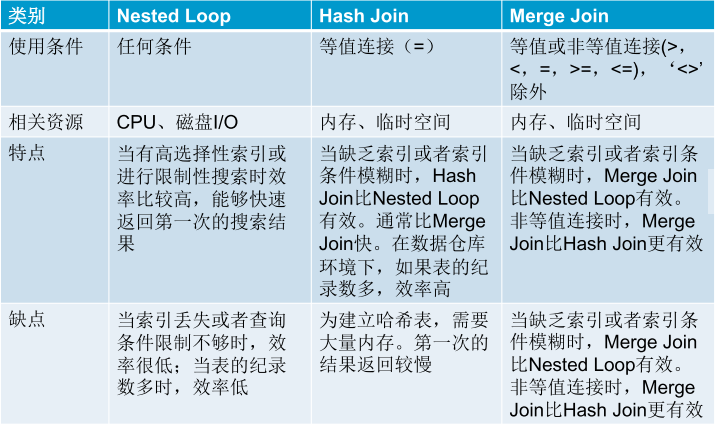 类别
Nested Loop
Hash Join
Merge Join
使用条件
任何条件
等值连接（=）
等值或非等值连接(>，
<，=，>=，<=)，‘<>’
除外
相关资源
CPU、磁盘I/O
内存、临时空间
内存、临时空间
特点
当有高选择性索引或
进行限制性搜索时效
率比较高，能够快速
返回第一次的搜索结
果
当缺乏索引或者索引
条件模糊时，Hash
Join比Nested Loop
有效。通常比Merge
Join快。在数据仓库
环境下，如果表的纪
录数多，效率高
当缺乏索引或者索引条
件模糊时，Merge Join
比Nested Loop有效。
非等值连接时，Merge
Join比Hash Join更有效
缺点
当索引丢失或者查询
条件限制不够时，效
率很低；当表的纪录
数多时，效率低
为建立哈希表，需要
大量内存。第一次的
结果返回较慢
当缺乏索引或者索引条
件模糊时，Merge Join
比Nested Loop有效。
非等值连接时，Merge
Join比Hash Join更有效